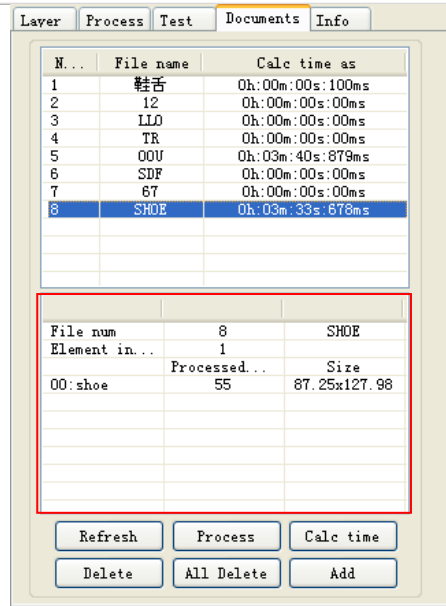 Layer Process Test Documents Info
N... File name Calc time as
1 鞋舌 0h:00m:00s:100ms
2 12 0h:00m:00s:00ms
3 LLO 0h:00m:00s:00ms
4 TR 0h:00m:00s:00ms
5 OOU 0h:03m:40s:879ms
6 SDF 0h:00m:00s:00ms
7 67 0h:00m:00s:00ms
8 SHOE 0h:03m:33s:678ms
File num 8 SHOE
Element in... 1
Processed... Size
00:shoe 55 87.25x127.98
Refresh Process Calc time
Delete All Delete Add